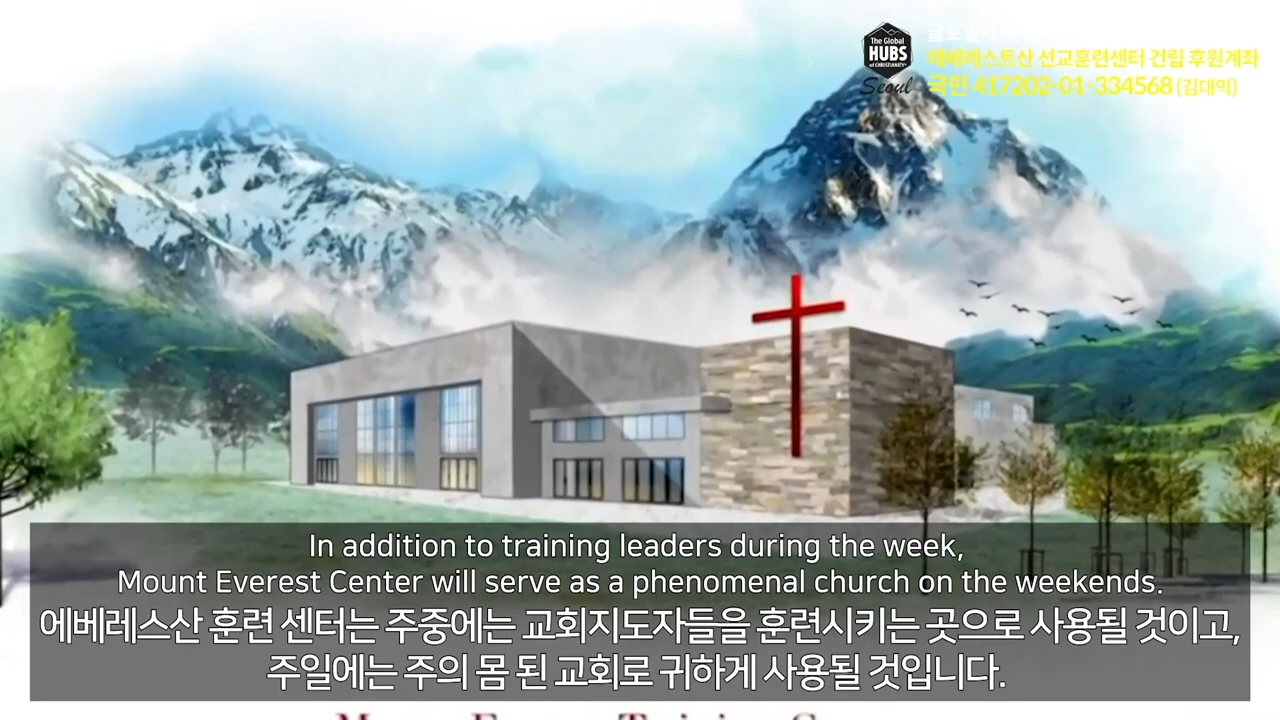 The Global
HUBS
of CHRISTIANITY
Seoul
에베레스트산 선교훈련센터 건립 후원계좌
국민 417202-01-334568 (김대익)
In addition to training leaders during the week,
Mount Everest Center will serve as a phenomenal church on the weekends.
에베레스산 훈련 센터는 주중에는 교회지도자들을 훈련시키는 곳으로 사용될 것이고,
주일에는 주의 몸 된 교회로 귀하게 사용될 것입니다.